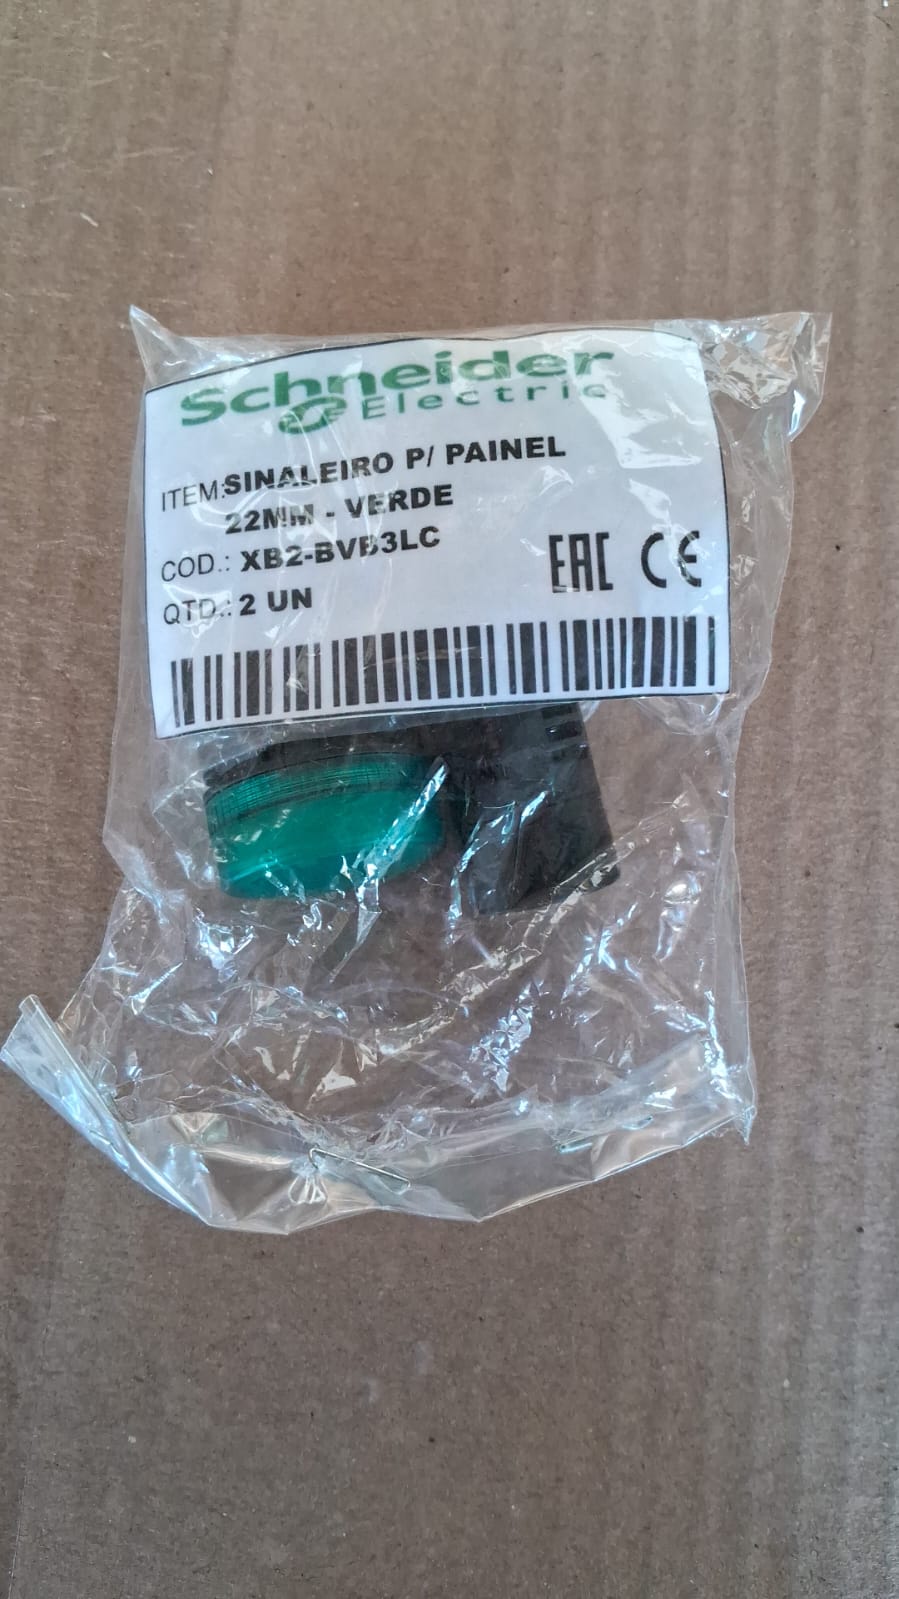 Schneider
Electric
ITEM:SINALEIRO P/ PAINEL
22MM - VERDE
COD.: XB2-BVB3LC
QTD.: 2 UN
EAC CE